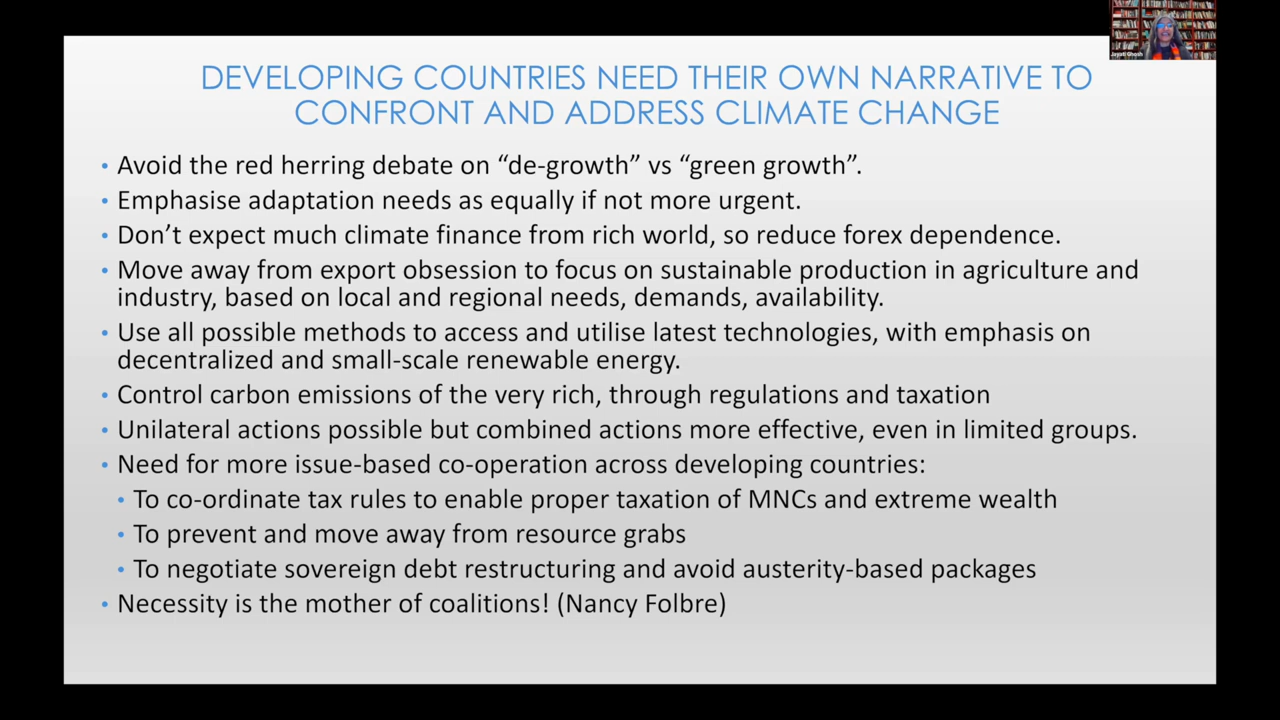 Jayati Ghosh
DEVELOPING COUNTRIES NEED THEIR OWN NARRATIVE TO
CONFRONT AND ADDRESS CLIMATE CHANGE
• Avoid the red herring debate on “de-growth” vs “green growth”.
• Emphasise adaptation needs as equally if not more urgent.
• Don’t expect much climate finance from rich world, so reduce forex dependence.
• Move away from export obsession to focus on sustainable production in agriculture and
industry, based on local and regional needs, demands, availability.
• Use all possible methods to access and utilise latest technologies, with emphasis on
decentralized and small-scale renewable energy.
• Control carbon emissions of the very rich, through regulations and taxation
• Unilateral actions possible but combined actions more effective, even in limited groups.
• Need for more issue-based co-operation across developing countries:
• To co-ordinate tax rules to enable proper taxation of MNCs and extreme wealth
• To prevent and move away from resource grabs
• To negotiate sovereign debt restructuring and avoid austerity-based packages
• Necessity is the mother of coalitions! (Nancy Folbre)